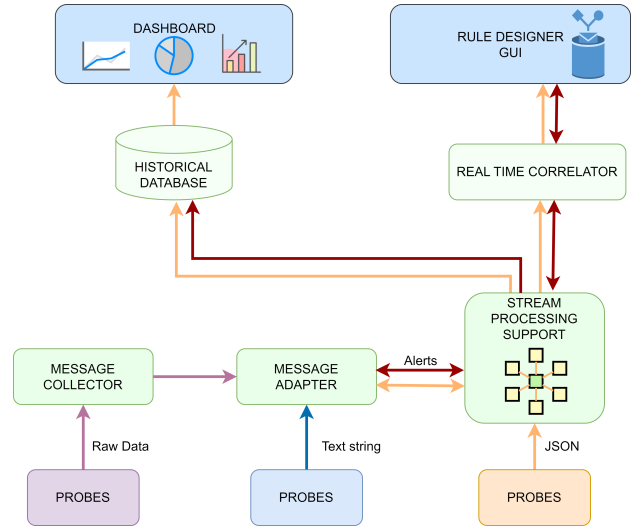 DASHBOARD
RULE DESIGNER
GUI
HISTORICAL
DATABASE
REAL TIME CORRELATOR
STREAM
PROCESSING
SUPPORT
MESSAGE
COLLECTOR
MESSAGE
ADAPTER
Alerts
Raw Data
Text string
JSON
PROBES
PROBES
PROBES